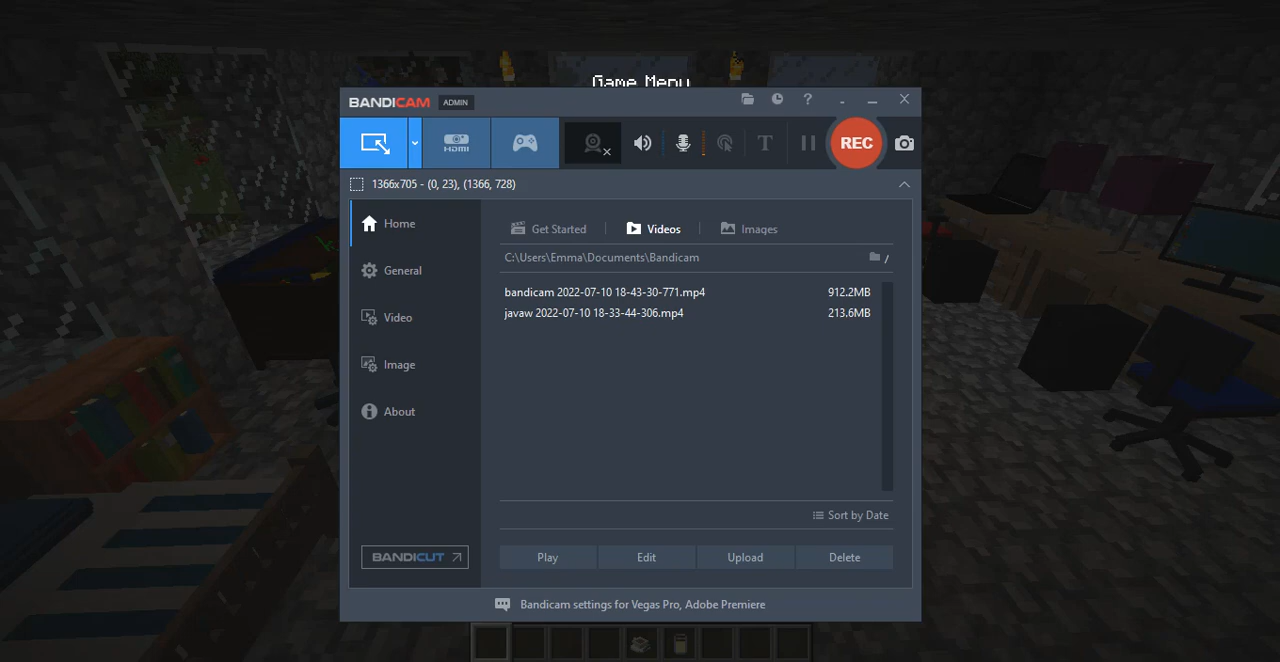 Game Menu
BANDICAM ADMIN
?
HDMI
T
REC
1366x705 - (0, 23), (1366, 728)
Home
General
Video
Image
About
BANDICUT
Get Started
Videos
Images
C:\Users\Emma\Documents\Bandicam
bandicam 2022-07-10 18-43-30-771.mp4 912.2MB
javaw 2022-07-10 18-33-44-306.mp4 213.6MB
Sort by Date
Play
Edit
Upload
Delete
Bandicam settings for Vegas Pro, Adobe Premiere